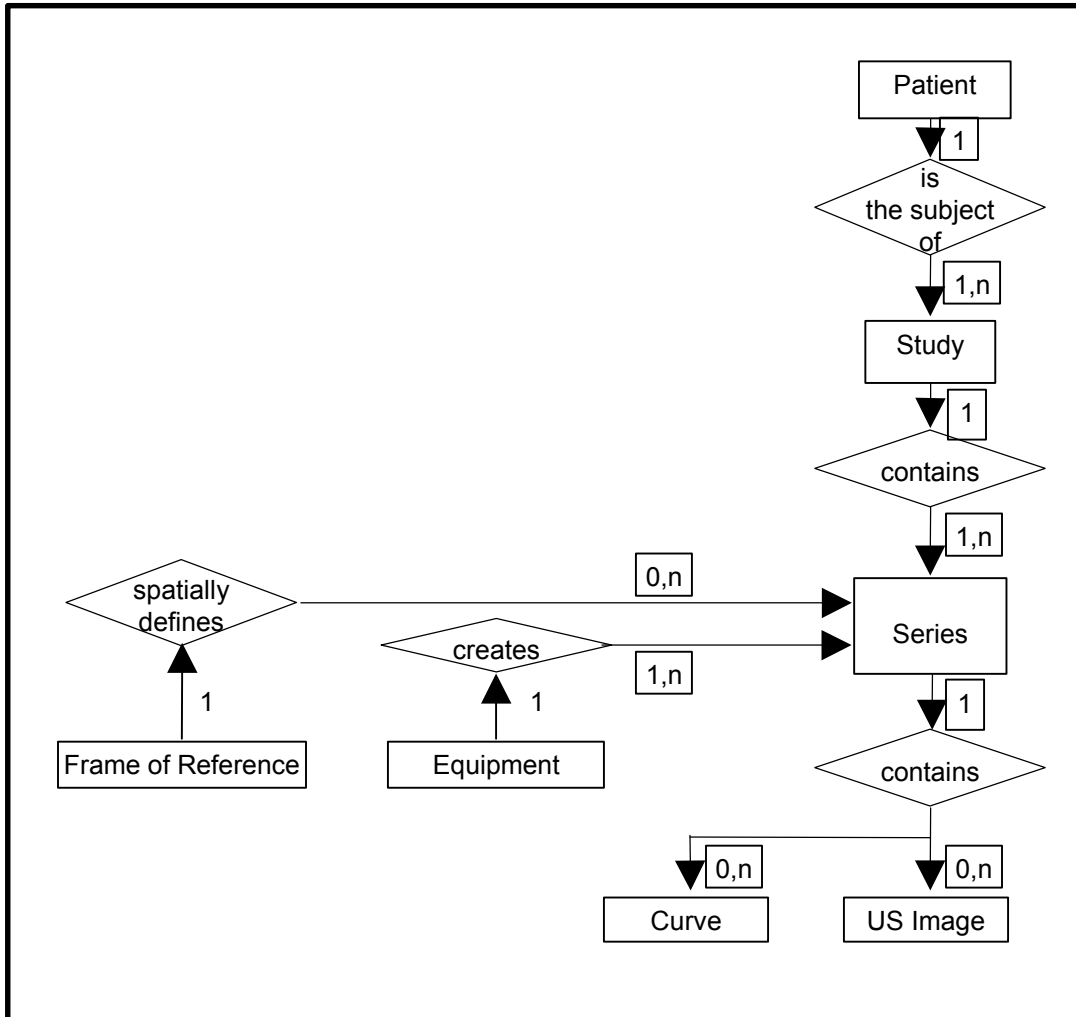 Patient
1
is
the subject
of
1,n
Study
1
contains
1,n
spatially
defines
0,n
Series
creates
1,n
1
1
1
Frame of Reference
Equipment
contains
0,n
0,n
Curve
US Image